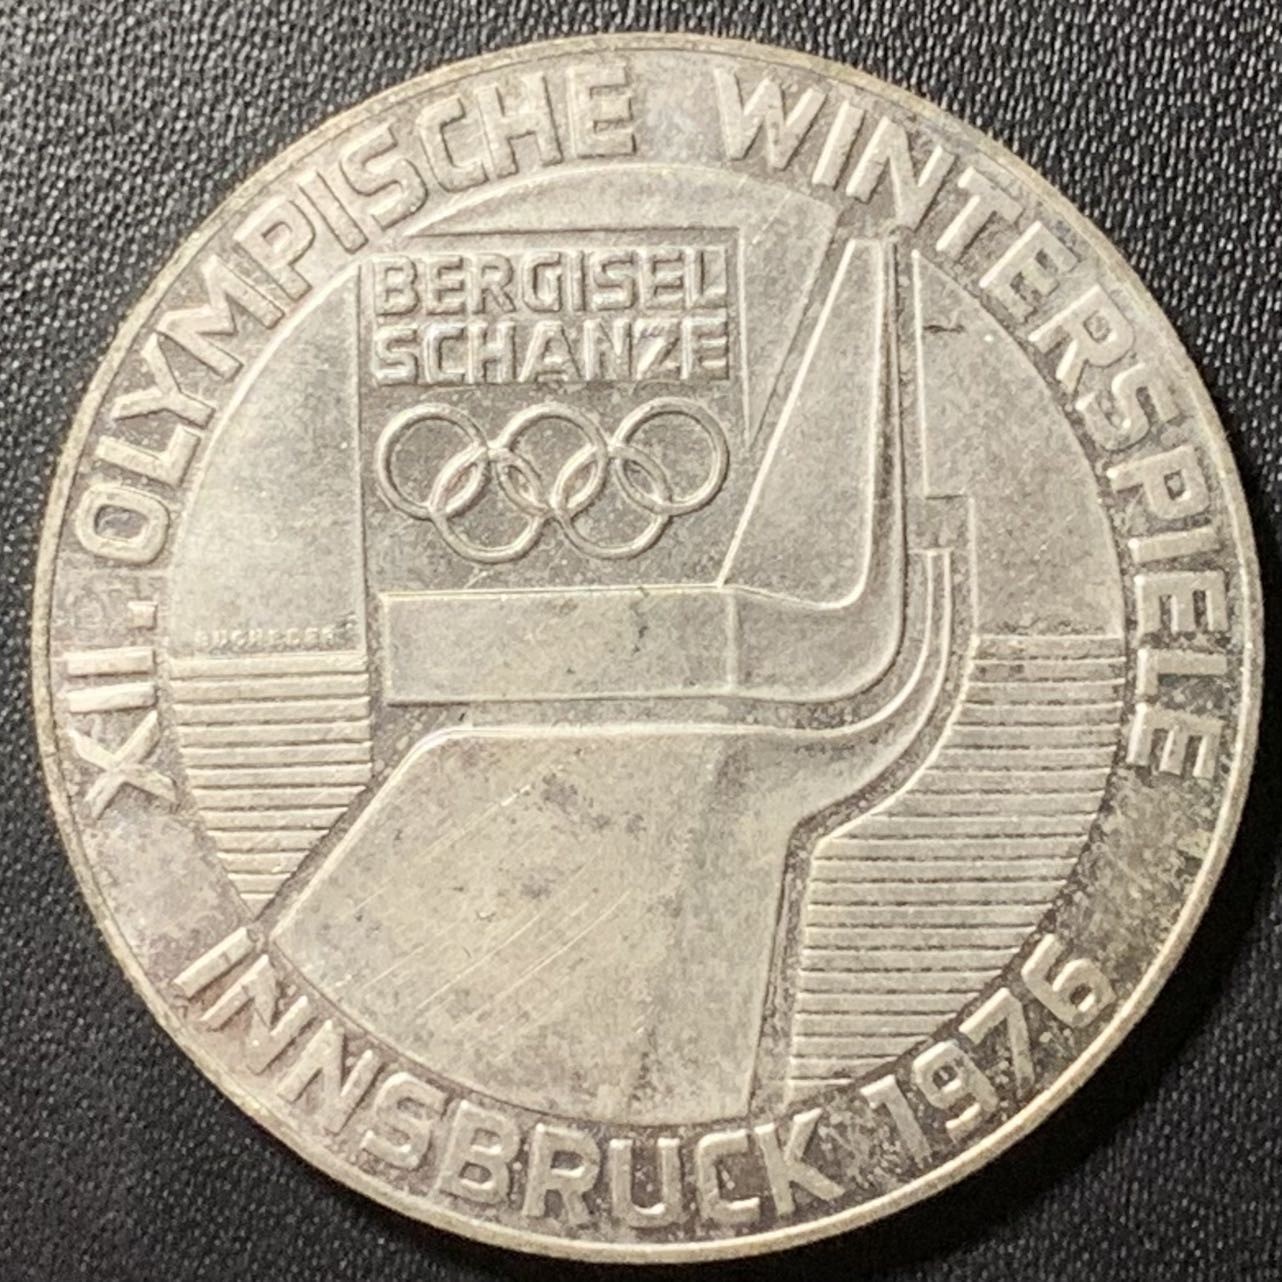 XII. OLYMPISCHE WINTERSPIELE
BERGISEL
SCHANZE
INNSBRUCK 1976